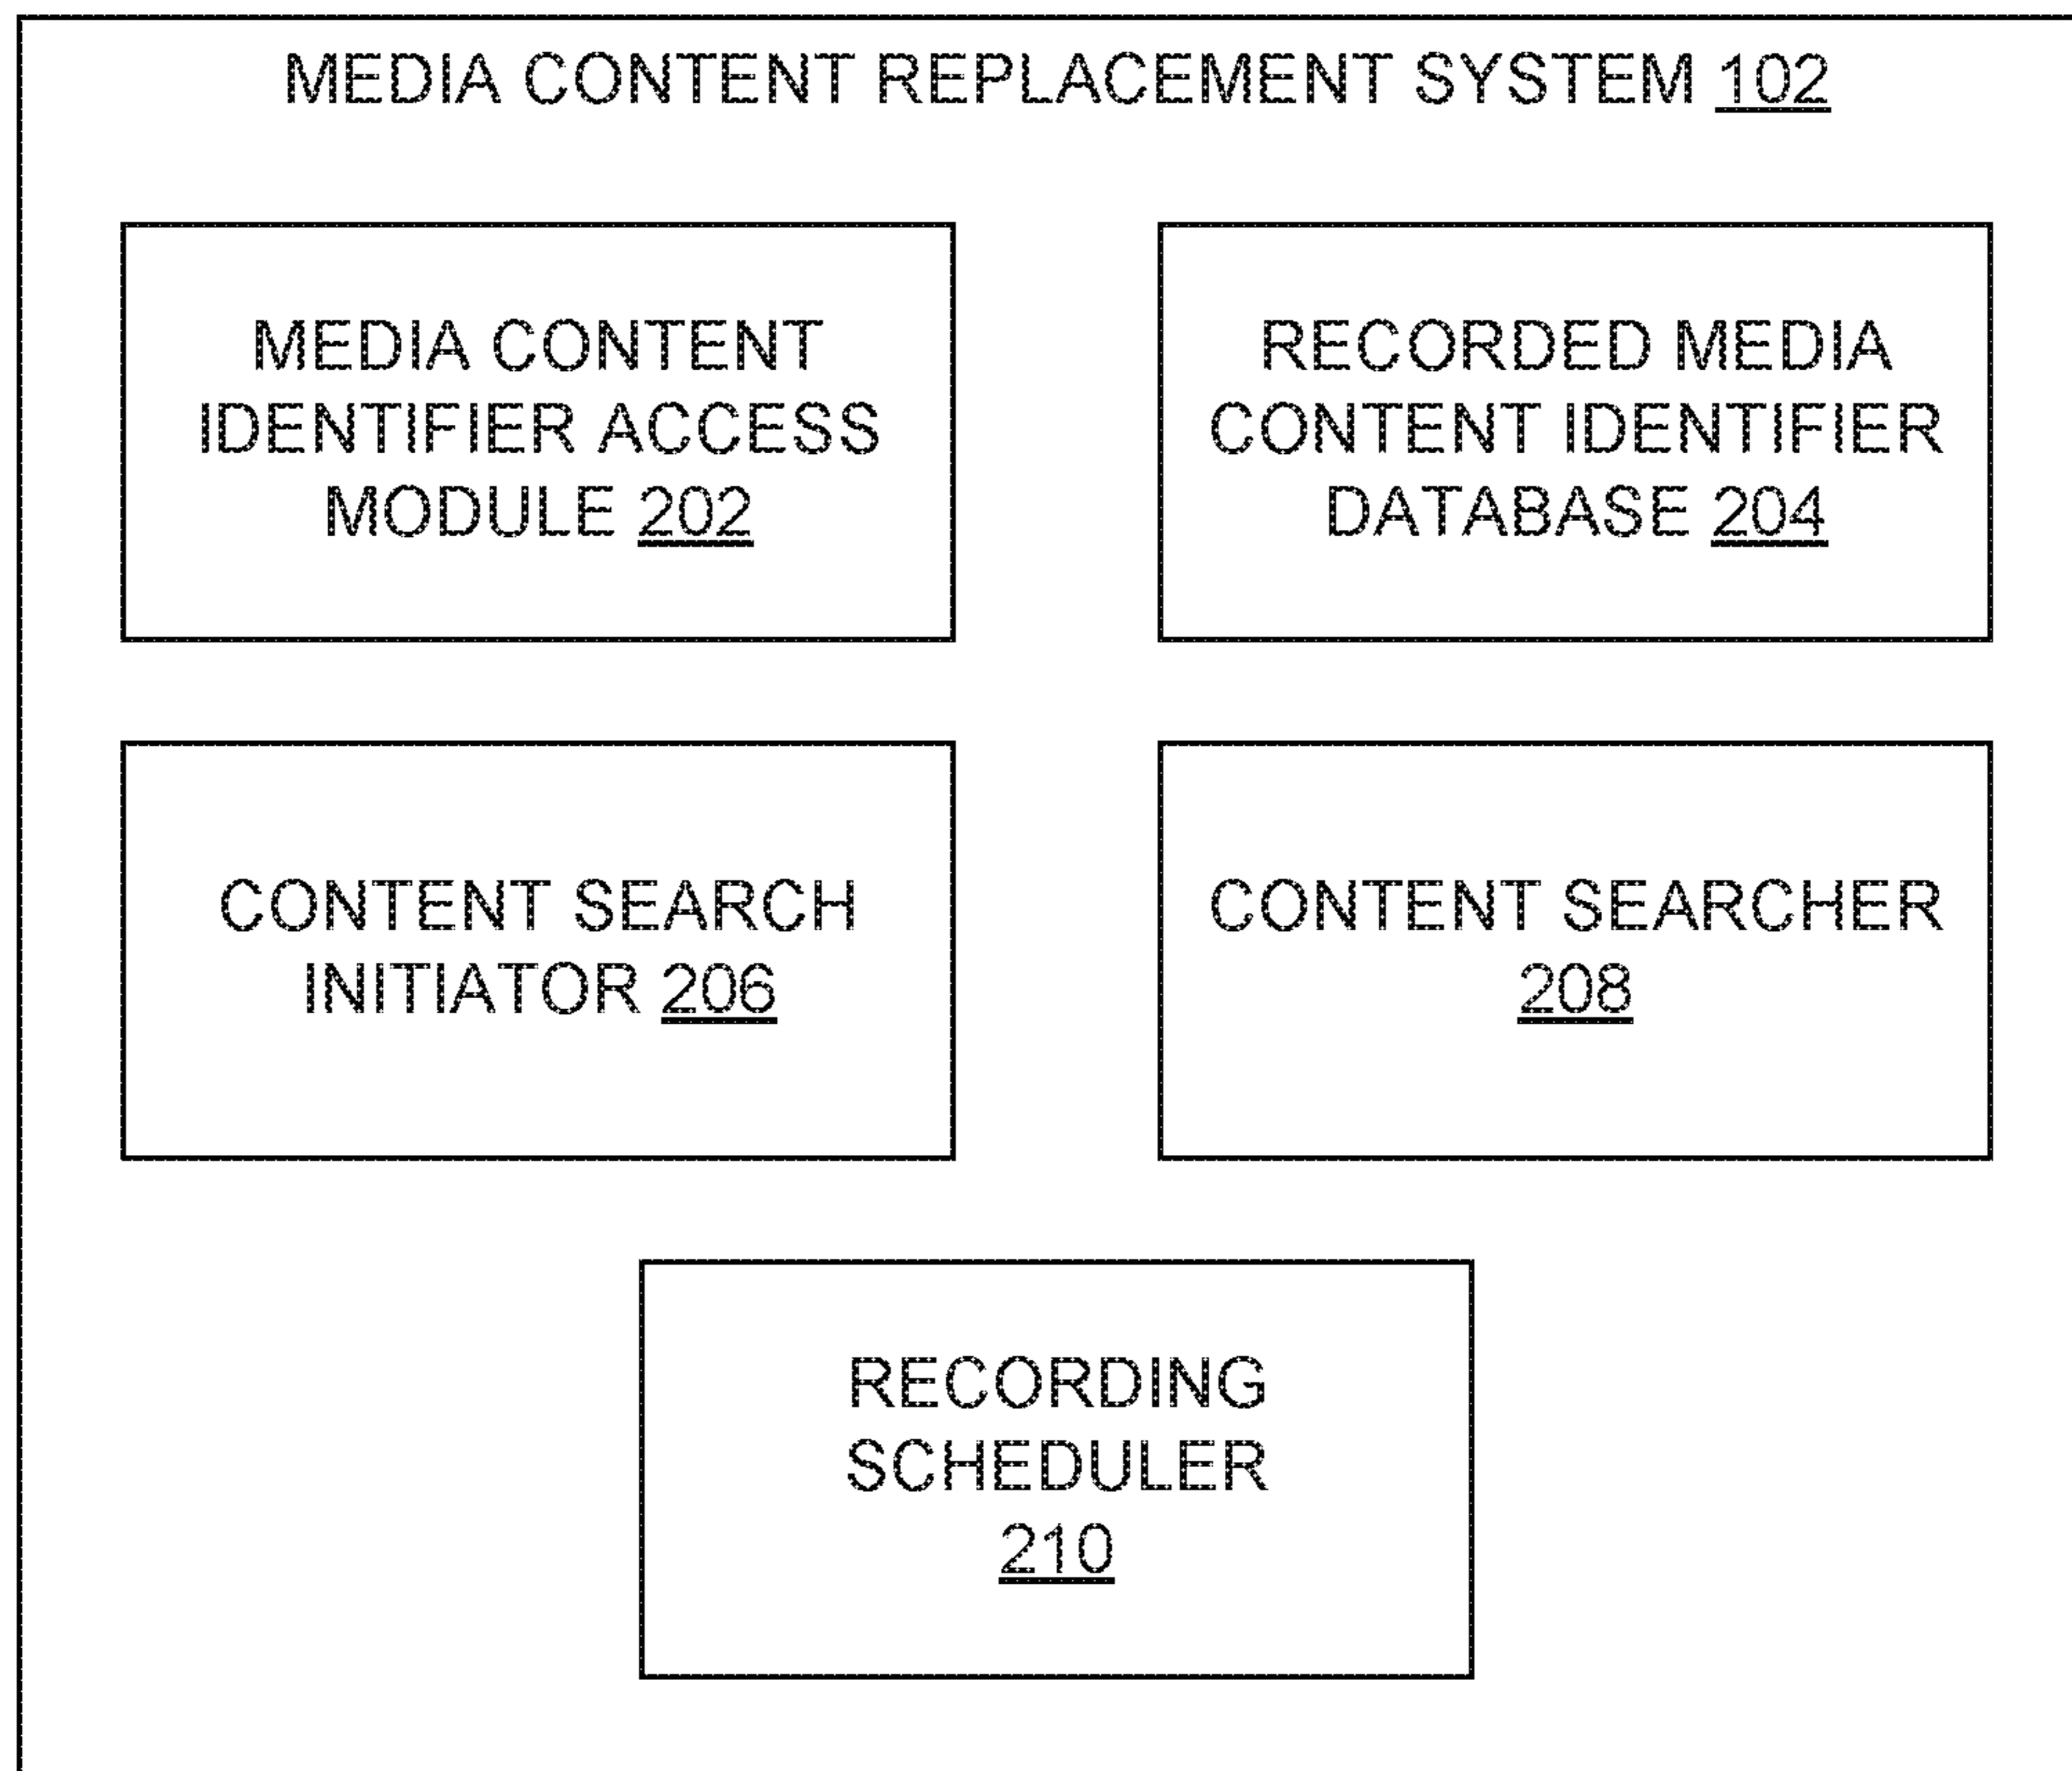 MEDIA CONTENT REPLACEMENT SYSTEM 102
MEDIA CONTENT
IDENTIFIER ACCESS
MODULE 202
RECORDED MEDIA
CONTENT IDENTIFIER
DATABASE 204
CONTENT SEARCH
INITIATOR 206
CONTENT SEARCHER
208
RECORDING
SCHEDULER
210